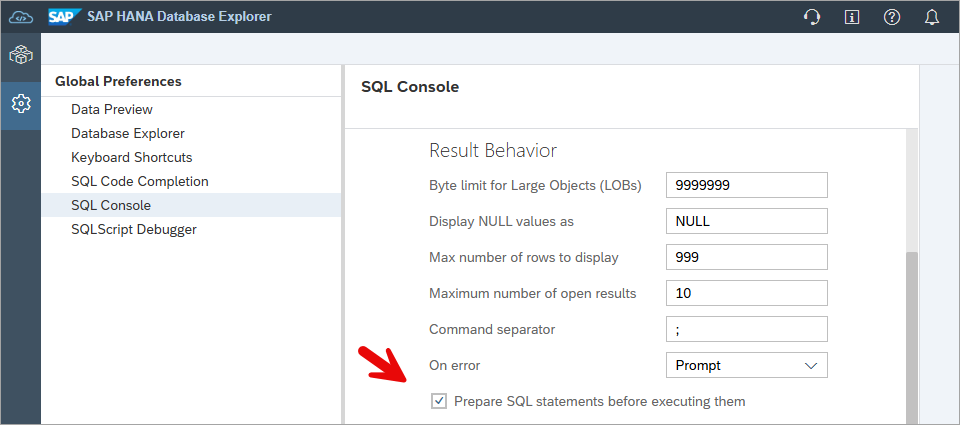 SAP SAP HANA Database Explorer
Global Preferences
Data Preview
Database Explorer
Keyboard Shortcuts
SQL Code Completion
SQL Console
SQLScript Debugger
SQL Console
Result Behavior
Byte limit for Large Objects (LOBs) 9999999
Display NULL values as NULL
Max number of rows to display 999
Maximum number of open results 10
Command separator ;
On error Prompt
Prepare SQL statements before executing them